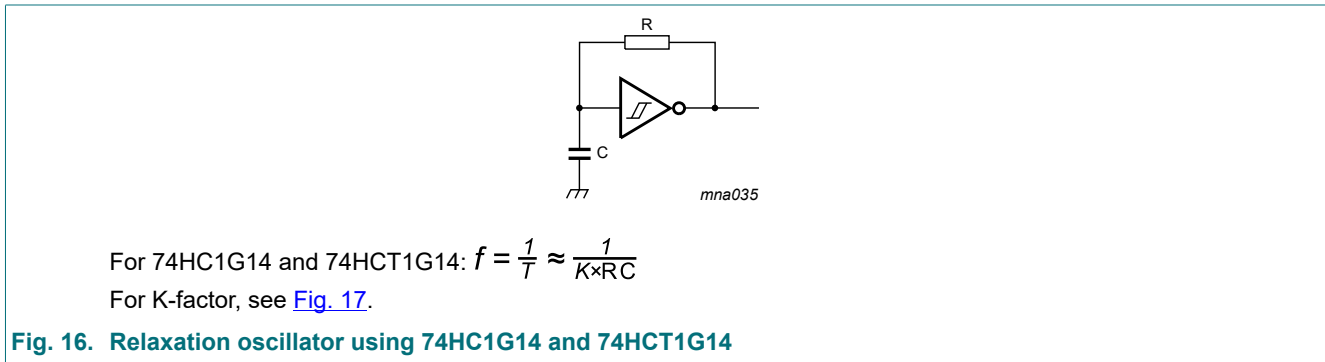 R
C
mna035
For 74HC1G14 and 74HCT1G14: f = 1/T ≈ 1/K×RC
For K-factor, see Fig. 17.
Fig. 16. Relaxation oscillator using 74HC1G14 and 74HCT1G14